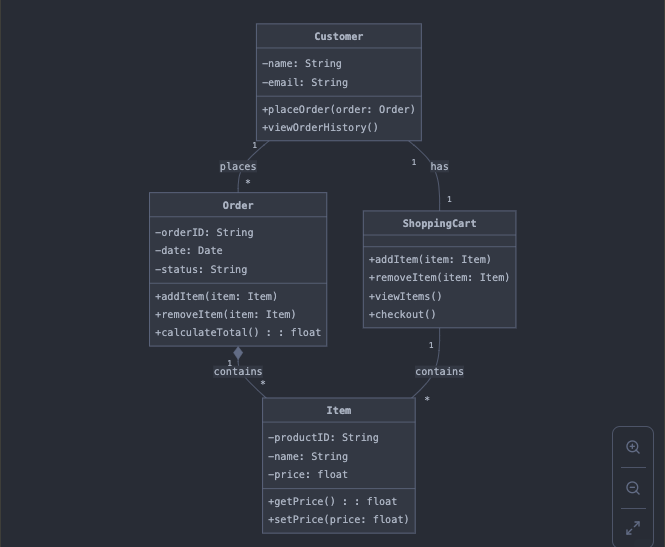 Customer
-name: String
-email: String
+placeOrder(order: Order)
+viewOrderHistory()
1
places
*
1
has
1
Order
-orderID: String
-date: Date
-status: String
+addItem(item: Item)
+removeItem(item: Item)
+calculateTotal() : : float
ShoppingCart
+addItem(item: Item)
+removeItem(item: Item)
+viewItems()
+checkout()
1
contains
*
1
contains
*
Item
-productID: String
-name: String
-price: float
+getPrice() : : float
+setPrice(price: float)